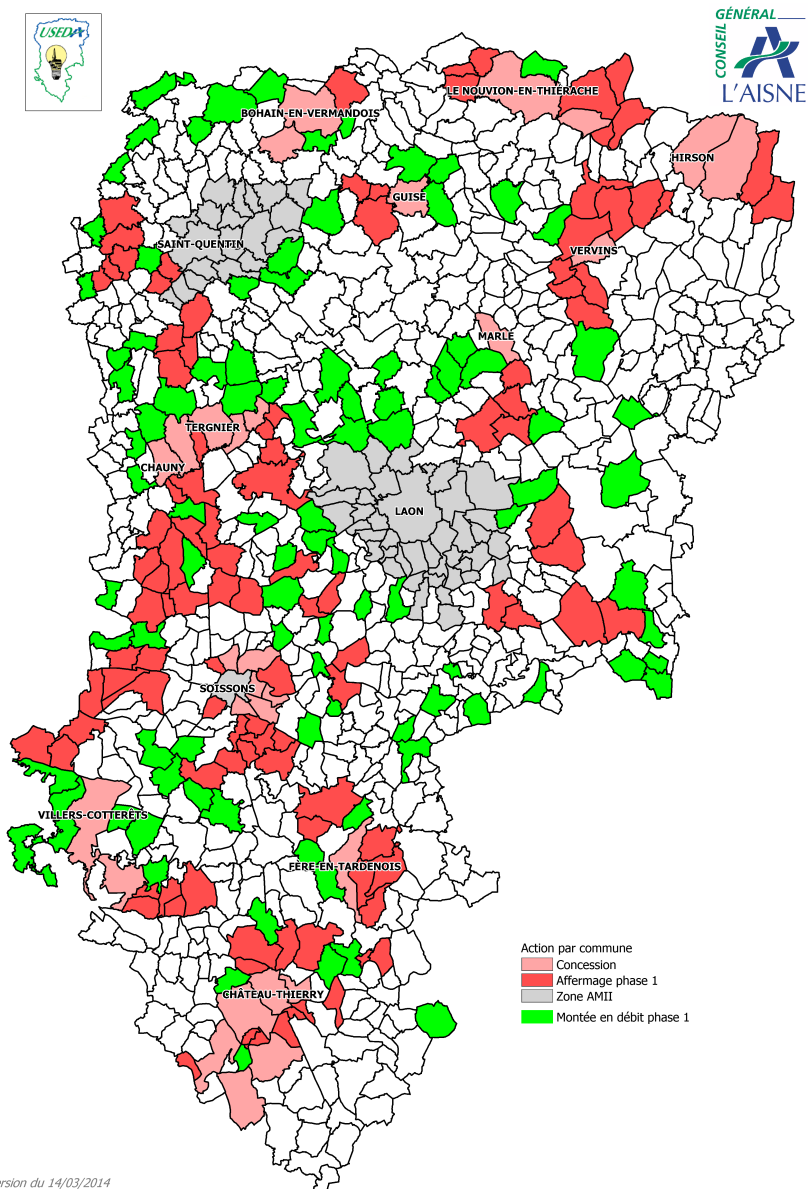 USEDA
CONSEIL
GÉNÉRAL
L'AISNE
LE NOUVION-EN-THIÉRACHE
BOHAIN-EN-VERMANDOIS
HIRSON
GUISE
SAINT-QUENTIN
VERVINS
MARLE
TERGNIER
CHAUNY
LAON
SOISSONS
VILLERS-COTTERÊTS
FÈRE-EN-TARDENOIS
CHÂTEAU-THIERRY
Action par commune
Concession
Affermage phase 1
Zone AMII
Montée en débit phase 1
ersion du 14/03/2014